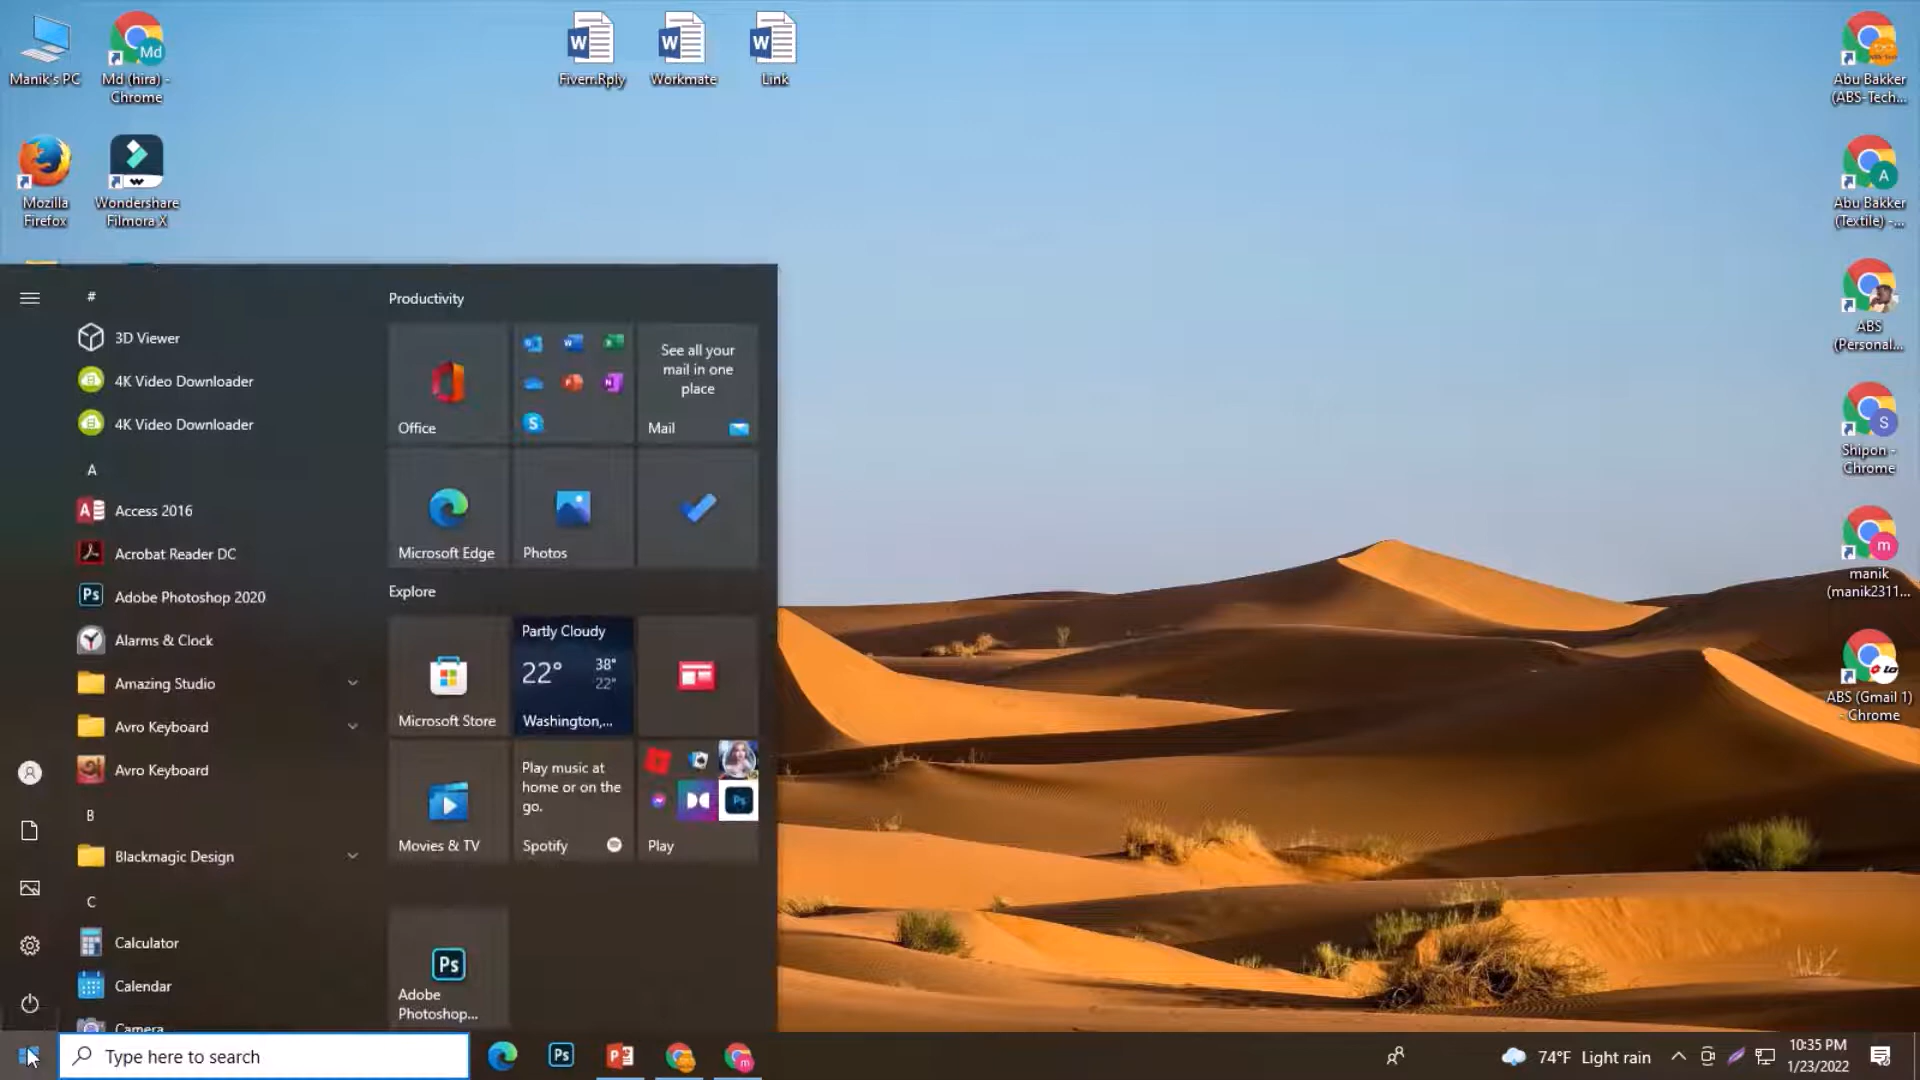 Manik's PC
Md (hira) -
Chrome
Mozilla
Firefox
Wondershare
Filmora X
Fiverr.Rply
Workmate
Link
Abu Bakker
(ABS-Tech...
Abu Bakker
(Textile) -...
ABS
(Personal...
Shipon -
Chrome
manik
(manik2311...
ABS (Gmail 1)
- Chrome
#
3D Viewer
4K Video Downloader
4K Video Downloader
A
Access 2016
Acrobat Reader DC
Adobe Photoshop 2020
Alarms & Clock
Amazing Studio
Avro Keyboard
Avro Keyboard
B
Blackmagic Design
C
Calculator
Calendar
Camera
Productivity
Office
See all your
mail in one
place
Mail
Microsoft Edge
Photos
Explore
Microsoft Store
Partly Cloudy
22° 38°
22°
Washington,...
Movies & TV
Play music at
home or on the
go.
Spotify
Play
Adobe
Photoshop...
Type here to search
74°F Light rain
10:35 PM
1/23/2022